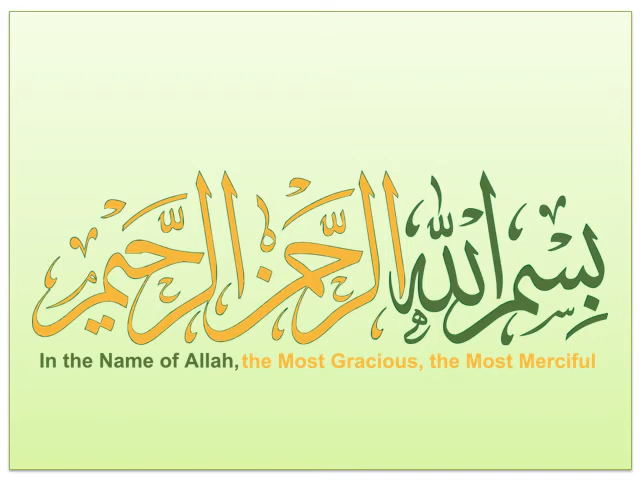 بسم الله الرحمن الرحيم
In the Name of Allah, the Most Gracious, the Most Merciful